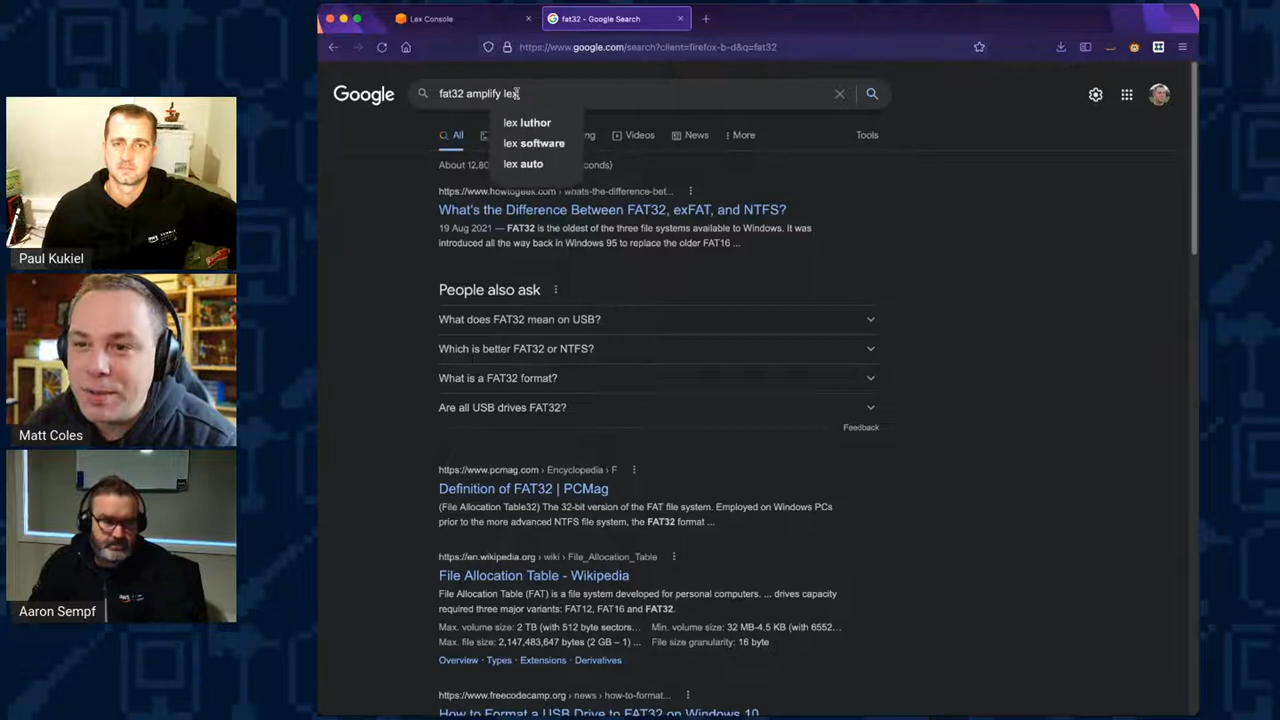 Lex Console
fat32 - Google Search
https://www.google.com/search?client=firefox-b-d&q=fat32
Google
fat32 amplify lex
lex luthor
lex software
lex auto
All
Videos
News
More
Tools
https://www.howtogeek.com › whats-the-difference-bet...
What's the Difference Between FAT32, exFAT, and NTFS?
19 Aug 2021 — FAT32 is the oldest of the three file systems available to Windows. It was
introduced all the way back in Windows 95 to replace the older FAT16 ...
People also ask
What does FAT32 mean on USB?
Which is better FAT32 or NTFS?
What is a FAT32 format?
Are all USB drives FAT32?
Feedback
https://www.pcmag.com › Encyclopedia › F
Definition of FAT32 | PCMag
(File Allocation Table32) The 32-bit version of the FAT file system. Employed on Windows PCs
prior to the more advanced NTFS file system, the FAT32 format ...
https://en.wikipedia.org › wiki › File_Allocation_Table
File Allocation Table - Wikipedia
File Allocation Table (FAT) is a file system developed for personal computers. ... drives capacity
required three major variants: FAT12, FAT16 and FAT32.
Max. volume size: 2 TB (with 512 byte sectors... Min. volume size: 32 MB-4.5 KB (with 6552...
Max. file size: 2,147,483,647 bytes (2 GB – 1) ... File size granularity: 16 byte
Overview · Types · Extensions · Derivatives
https://www.freecodecamp.org › news › how-to-format...
How to Format a USB Drive to FAT32 on Windows 10
Paul Kukiel
Matt Coles
Aaron Sempf